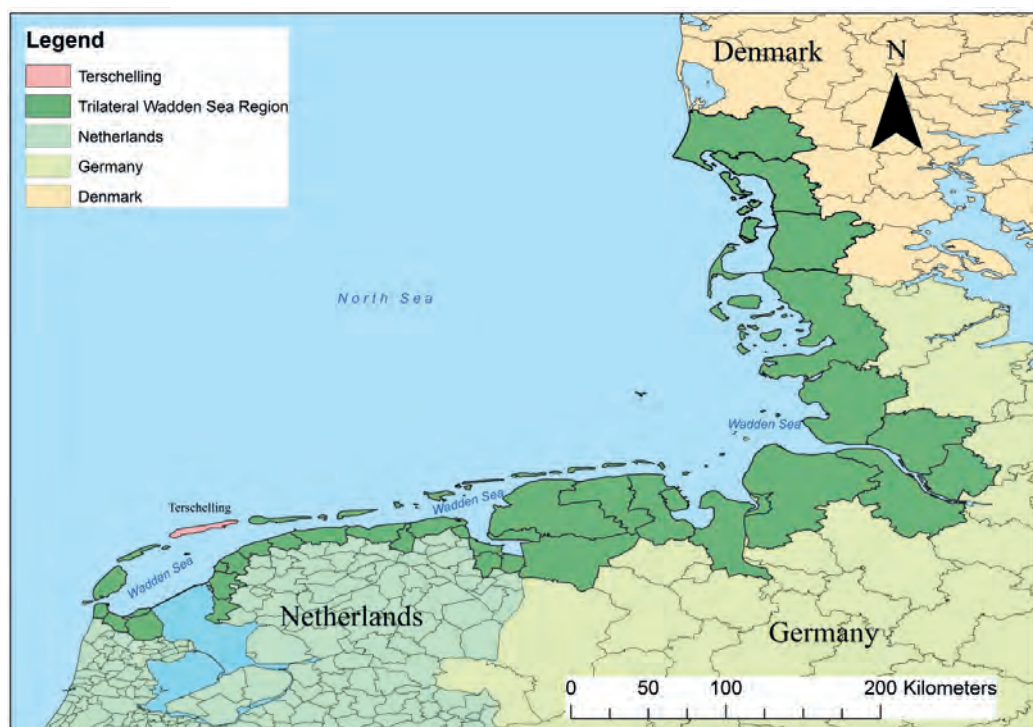 Legend
Terschelling
Trilateral Wadden Sea Region
Netherlands
Germany
Denmark
Denmark
N
North Sea
Wadden Sea
Wadden Sea
Terschelling
Wadden Sea
Netherlands
Germany
0 50 100 200 Kilometers